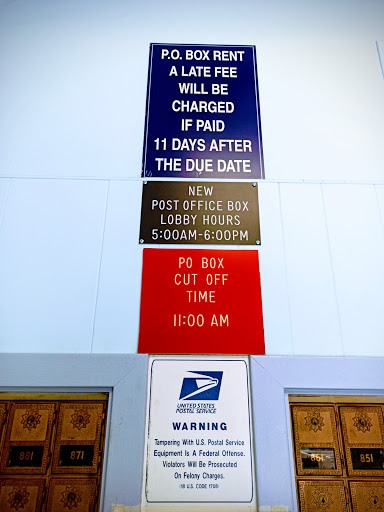 P.O. BOX RENT
A LATE FEE
WILL BE
CHARGED
IF PAID
11 DAYS AFTER
THE DUE DATE
NEW
POST OFFICE BOX
LOBBY HOURS
5:00AM-6:00PM
PO BOX
CUT OFF
TIME
11:00 AM
UNITED STATES
POSTAL SERVICE
WARNING
Tampering With U.S. Postal Service
Equipment Is A Federal Offense.
Violators Will Be Prosecuted
On Felony Charges.
(18 U.S. CODE 1705)
861
871
851